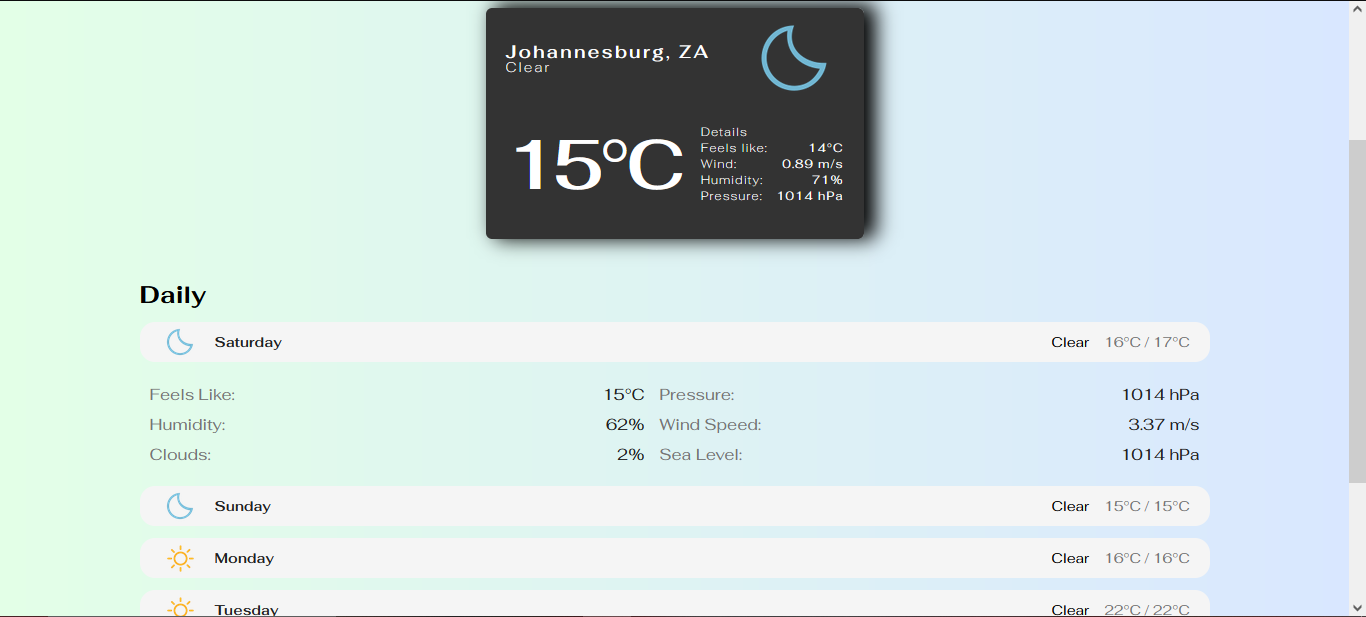 Johannesburg, ZA
Clear
15°C
Details
Feels like: 14°C
Wind: 0.89 m/s
Humidity: 71%
Pressure: 1014 hPa
Daily
Saturday Clear 16°C / 17°C
Feels Like: 15°C Pressure: 1014 hPa
Humidity: 62% Wind Speed: 3.37 m/s
Clouds: 2% Sea Level: 1014 hPa
Sunday Clear 15°C / 15°C
Monday Clear 16°C / 16°C
Tuesday Clear 22°C / 22°C